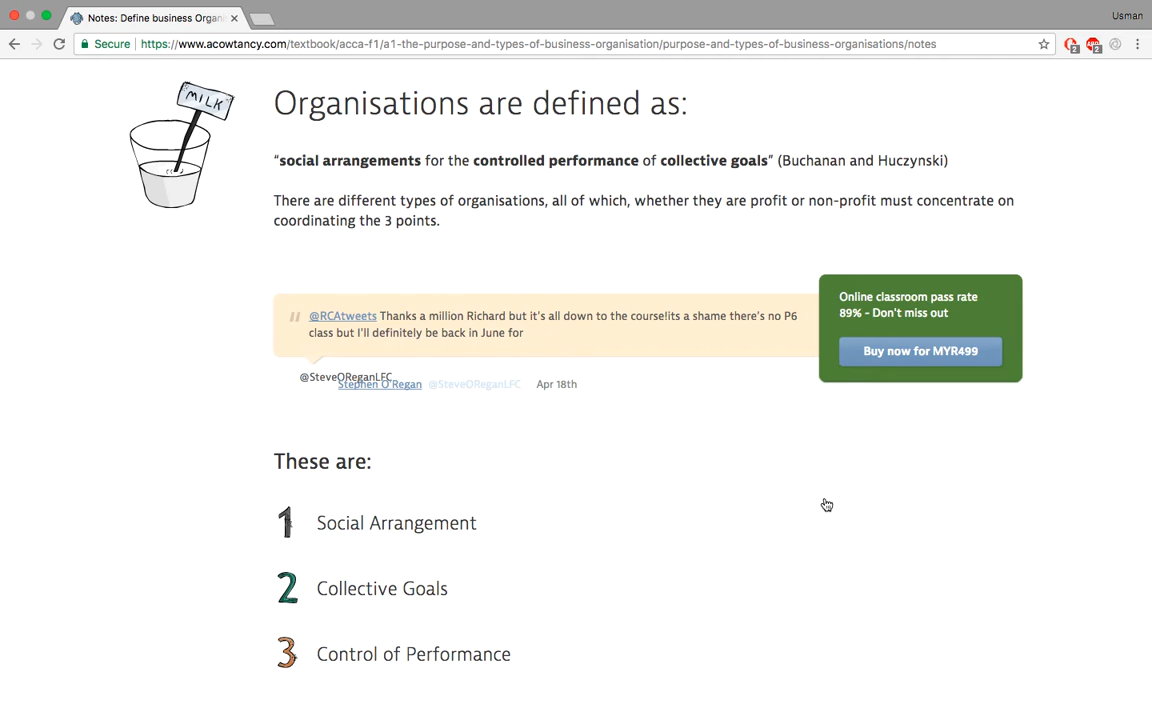 Notes: Define business Organi
Usman
Secure
https://www.acowtancy.com/textbook/acca-f1/a1-the-purpose-and-types-of-business-organisation/purpose-and-types-of-business-organisations/notes
2
ABP
2
MILK
Organisations are defined as:
“social arrangements for the controlled performance of collective goals” (Buchanan and Huczynski)
There are different types of organisations, all of which, whether they are profit or non-profit must concentrate on
coordinating the 3 points.
@RCAtweets Thanks a million Richard but it's all down to the course!its a shame there's no P6
class but I'll definitely be back in June for
@SteveOReganLFC
Stephen O'Regan @SteveOReganLFC Apr 18th
Online classroom pass rate
89% - Don't miss out
Buy now for MYR499
These are:
1 Social Arrangement
2 Collective Goals
3 Control of Performance